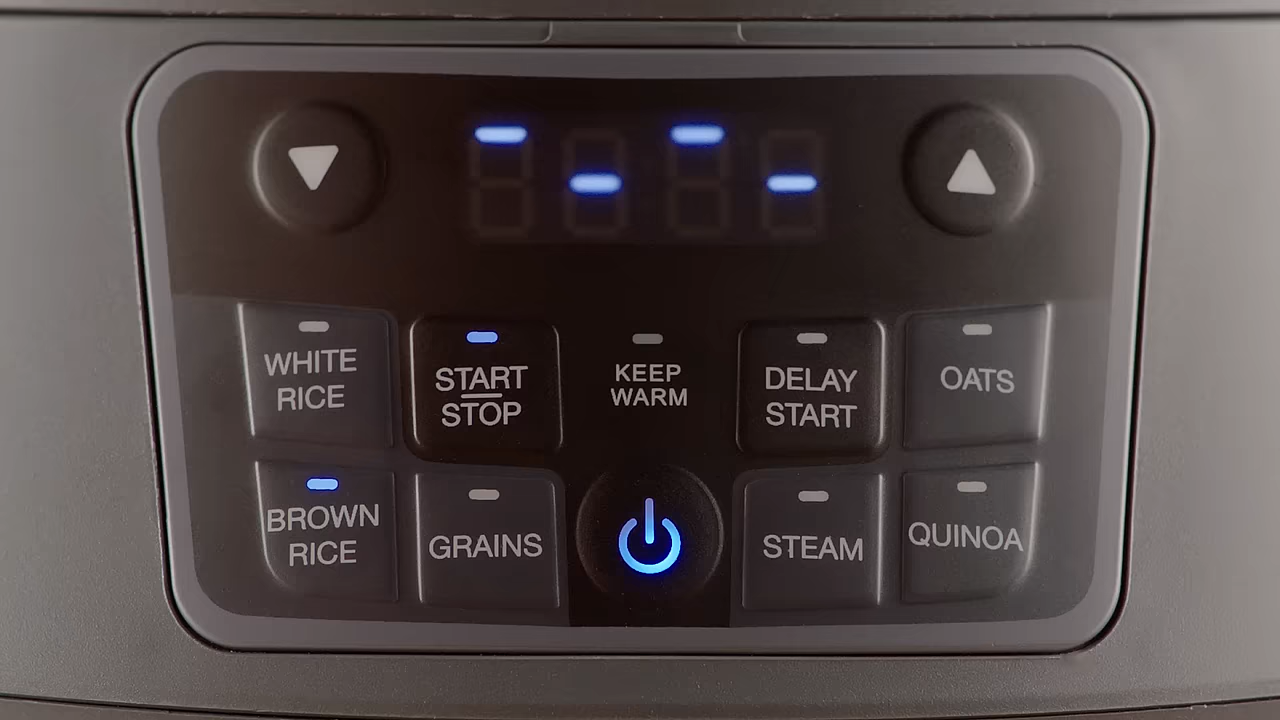 WHITE
RICE
START
STOP
KEEP
WARM
DELAY
START
OATS
BROWN
RICE
GRAINS
STEAM
QUINOA